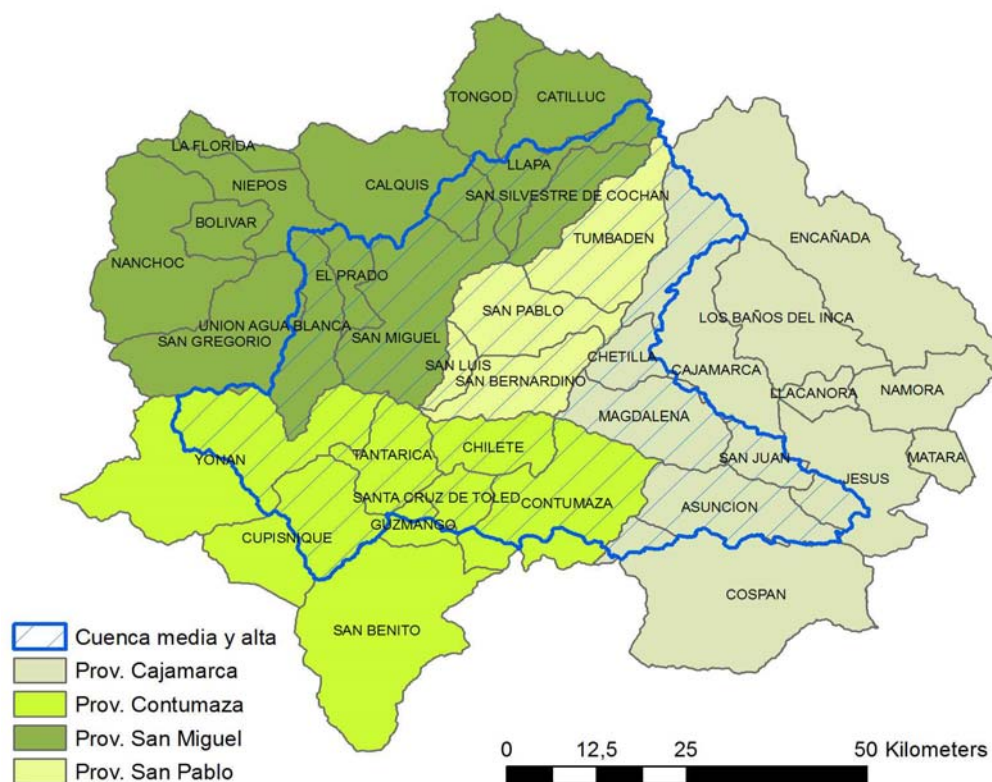 TONGOD
CATILLUC
LA FLORIDA
LLAPA
NIEPOS
CALQUIS
SAN SILVESTRE DE COCHAN
BOLIVAR
TUMBADEN
ENCAÑADA
NANCHOC
EL PRADO
SAN PABLO
LOS BAÑOS DEL INCA
UNION AGUA BLANCA
SAN GREGORIO
SAN MIGUEL
CHETILLA
SAN LUIS
CAJAMARCA
SAN BERNARDINO
LLACANORA
NAMORA
MAGDALENA
CHILETE
YONAN
TANTARICA
SAN JUAN
MATARA
JESUS
SANTA CRUZ DE TOLED
CONTUMAZA
ASUNCION
GUZMANGO
CUPISNIQUE
COSPAN
SAN BENITO
Cuenca media y alta
Prov. Cajamarca
Prov. Contumaza
Prov. San Miguel
Prov. San Pablo
0 12,5 25 50 Kilometers